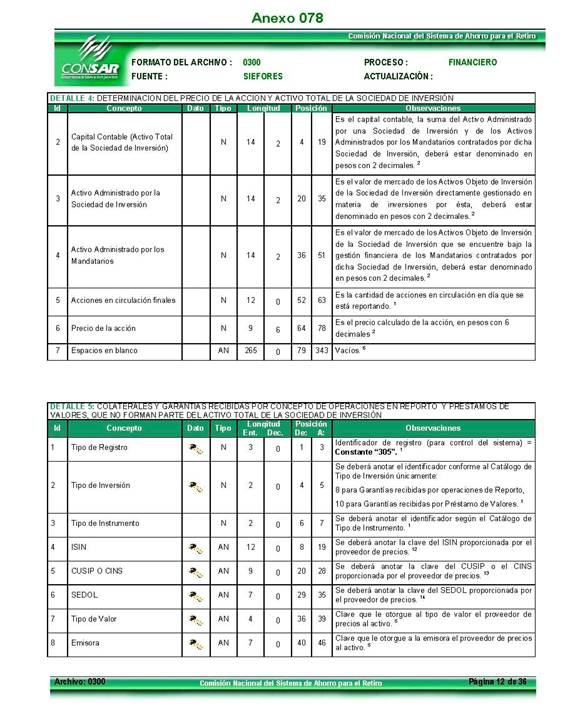 Anexo 078
Comisión Nacional del Sistema de Ahorro para el Retiro
CONSAR
FORMATO DEL ARCHIVO : 0300 PROCESO : FINANCIERO
FUENTE : SIEFORES ACTUALIZACIÓN :
DETALLE 4: DETERMINACION DEL PRECIO DE LA ACCION Y ACTIVO TOTAL DE LA SOCIEDAD DE INVERSIÓN
Id Concepto Dato Tipo Longitud Posición Observaciones
2 Capital Contable (Activo Total de la Sociedad de Inversión) N 14 2 4 19 Es el capital contable, la suma del Activo Administrado
por una Sociedad de Inversión y de los Activos
Administrados por los Mandatarios contratados por dicha
Sociedad de Inversión, deberá estar denominado en
pesos con 2 decimales. 2
3 Activo Administrado por la Sociedad de Inversión N 14 2 20 35 Es el valor de mercado de los Activos Objeto de Inversión
de la Sociedad de Inversión directamente gestionado en
materia de inversiones por ésta, deberá estar
denominado en pesos con 2 decimales. 2
4 Activo Administrado por los Mandatarios N 14 2 36 51 Es el valor de mercado de los Activos Objeto de Inversión
de la Sociedad de Inversión que se encuentre bajo la
gestión financiera de los Mandatarios contratados por
dicha Sociedad de Inversión, deberá estar denominado
en pesos con 2 decimales. 2
5 Acciones en circulación finales N 12 0 52 63 Es la cantidad de acciones en circulación en día que se
está reportando. 1
6 Precio de la acción N 9 6 64 78 Es el precio calculado de la acción, en pesos con 6
decimales 2
7 Espacios en blanco AN 265 0 79 343 Vacíos. 6
DETALLE 5: COLATERALES Y GARANTÍAS RECIBIDAS POR CONCEPTO DE OPERACIONES EN REPORTO Y PRESTAMOS DE
VALORES, QUE NO FORMAN PARTE DEL ACTIVO TOTAL DE LA SOCIEDAD DE INVERSIÓN
Id Concepto Dato Tipo Longitud Posición Observaciones
Ent. Dec. De: A:
1 Tipo de Registro N 3 0 1 3 Identificador de registro (para control del sistema) =
Constante "305". 1
2 Tipo de Inversión N 2 0 4 5 Se deberá anotar el identificador conforme al Catálogo de
Tipo de Inversión únicamente:
8 para Garantías recibidas por operaciones de Reporto,
10 para Garantías recibidas por Préstamo de Valores. 1
3 Tipo de Instrumento N 2 0 6 7 Se deberá anotar el identificador según el Catálogo de
Tipo de Instrumento. 1
4 ISIN AN 12 0 8 19 Se deberá anotar la clave del ISIN proporcionada por el
proveedor de precios. 12
5 CUSIP O CINS AN 9 0 20 28 Se deberá anotar la clave del CUSIP o el CINS
proporcionada por el proveedor de precios. 13
6 SEDOL AN 7 0 29 35 Se deberá anotar la clave del SEDOL proporcionada por
el proveedor de precios. 14
7 Tipo de Valor AN 4 0 36 39 Clave que le otorgue al tipo de valor el proveedor de
precios al activo. 5
8 Emisora AN 7 0 40 46 Clave que le otorgue a la emisora el proveedor de precios
al activo. 5
Archivo: 0300 Comisión Nacional del Sistema de Ahorro para el Retiro Página 12 de 36